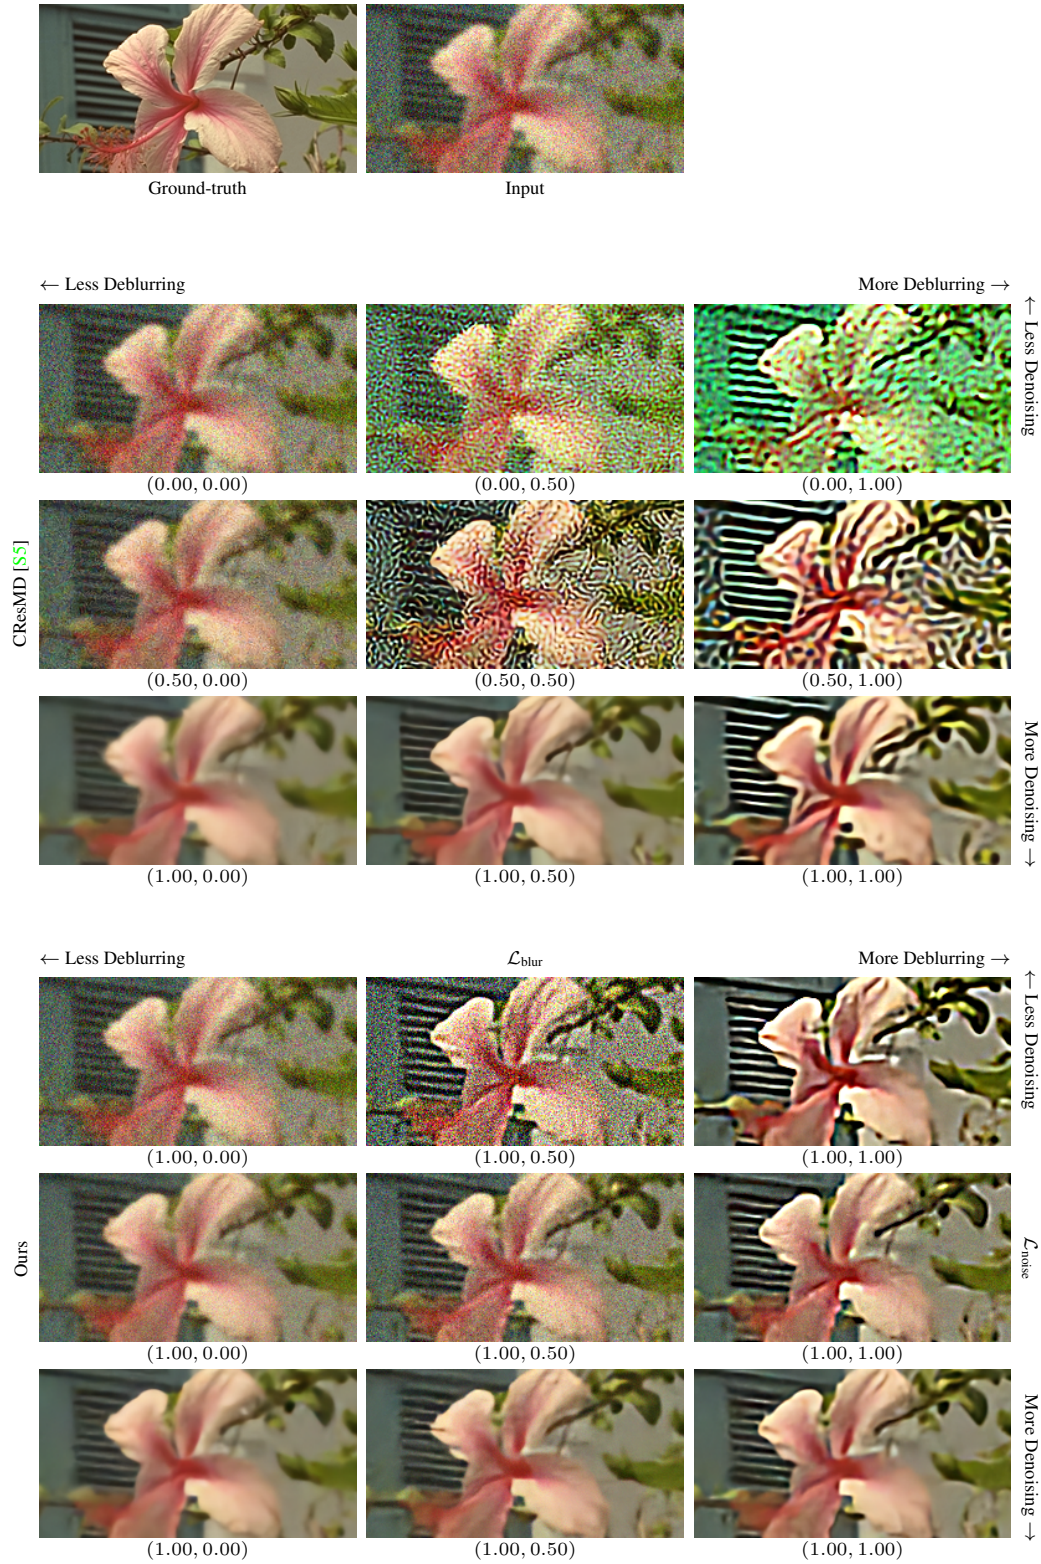 Ground-truth
Input
← Less Deblurring
More Deblurring →
← Less Denoising
(0.00, 0.00)
(0.00, 0.50)
(0.00, 1.00)
CResMD [S5]
(0.50, 0.00)
(0.50, 0.50)
(0.50, 1.00)
More Denoising →
(1.00, 0.00)
(1.00, 0.50)
(1.00, 1.00)
← Less Deblurring
ℒblur
More Deblurring →
← Less Denoising
(1.00, 0.00)
(1.00, 0.50)
(1.00, 1.00)
Ours
ℒnoise
(1.00, 0.00)
(1.00, 0.50)
(1.00, 1.00)
More Denoising →
(1.00, 0.00)
(1.00, 0.50)
(1.00, 1.00)